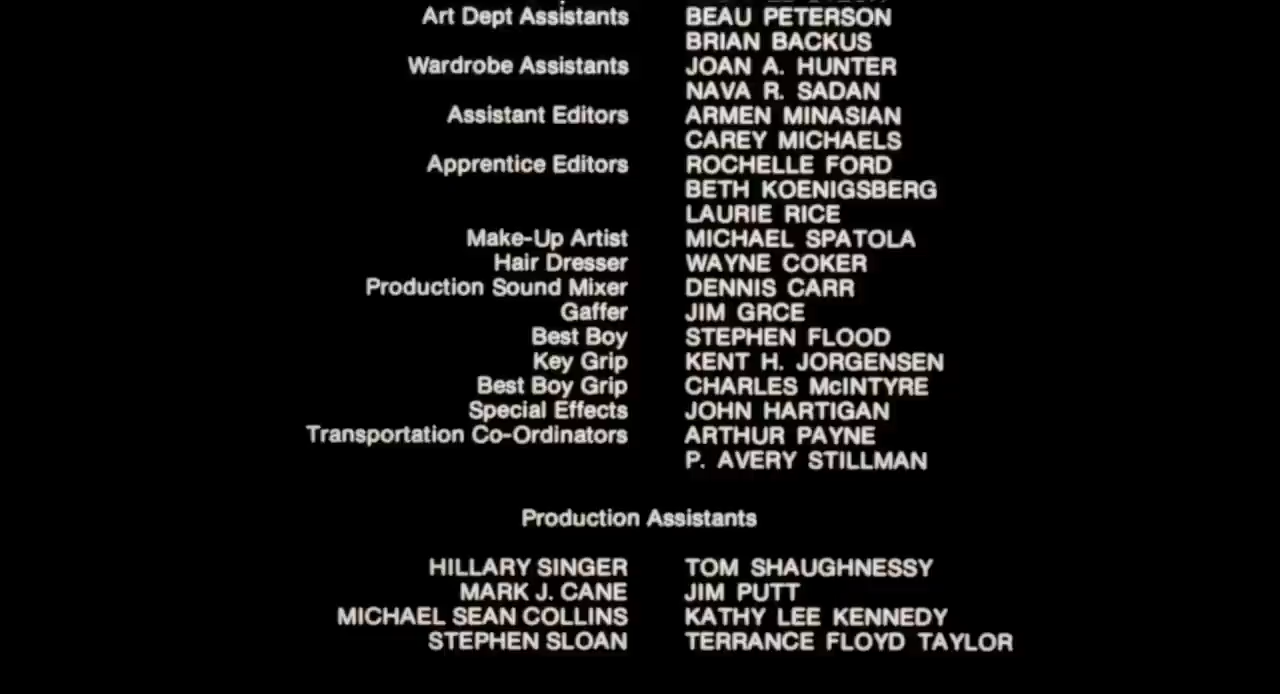 Art Dept Assistants BEAU PETERSON
BRIAN BACKUS
Wardrobe Assistants JOAN A. HUNTER
NAVA R. SADAN
Assistant Editors ARMEN MINASIAN
CAREY MICHAELS
Apprentice Editors ROCHELLE FORD
BETH KOENIGSBERG
LAURIE RICE
Make-Up Artist MICHAEL SPATOLA
Hair Dresser WAYNE COKER
Production Sound Mixer DENNIS CARR
Gaffer JIM GRCE
Best Boy STEPHEN FLOOD
Key Grip KENT H. JORGENSEN
Best Boy Grip CHARLES McINTYRE
Special Effects JOHN HARTIGAN
Transportation Co-Ordinators ARTHUR PAYNE
P. AVERY STILLMAN
Production Assistants
HILLARY SINGER TOM SHAUGHNESSY
MARK J. CANE JIM PUTT
MICHAEL SEAN COLLINS KATHY LEE KENNEDY
STEPHEN SLOAN TERRANCE FLOYD TAYLOR